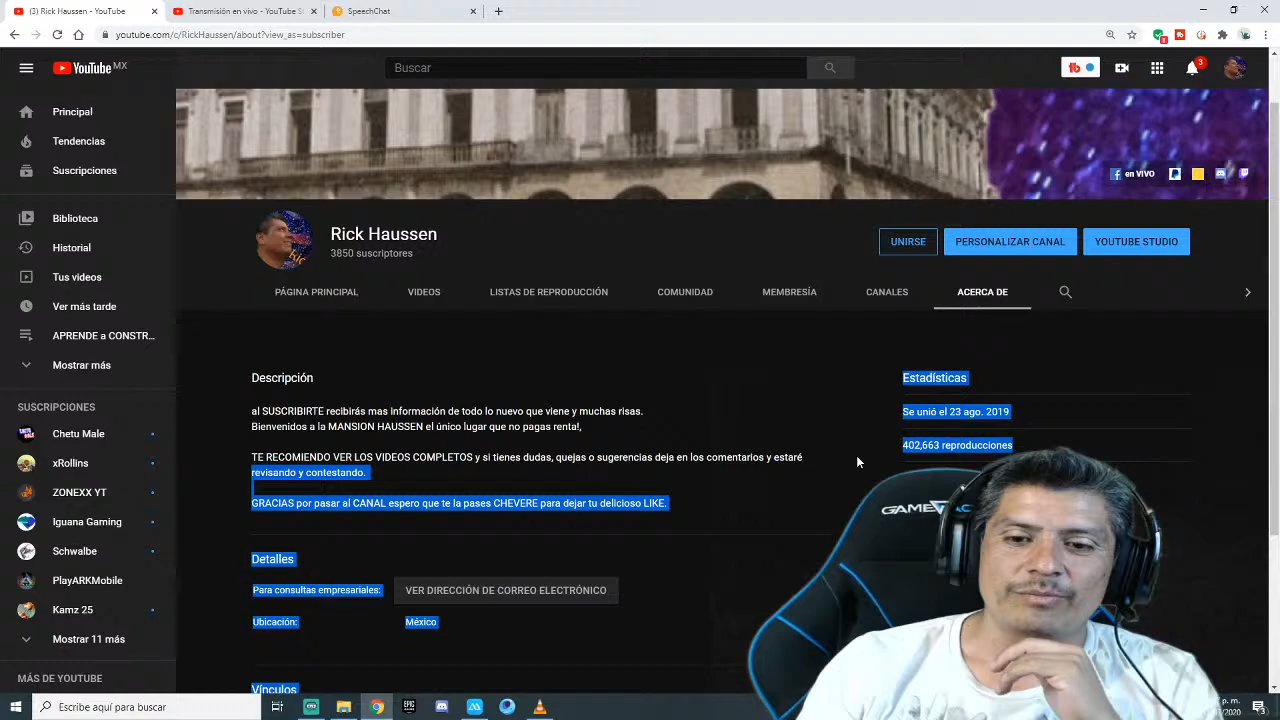 (3) Rick Haussen - YouTube
Transmisión en vivo - YouTube St
SpeechChat
youtube.com/c/RickHaussen/about?view_as=subscriber
YouTube MX
Buscar
3
Principal
Tendencias
Suscripciones
Biblioteca
Historial
Tus videos
Ver más tarde
APRENDE a CONSTR...
Mostrar más
SUSCRIPCIONES
Chetu Male
xRollins
ZONEXX YT
Iguana Gaming
Schwalbe
PlayARKMobile
Kamz 25
Mostrar 11 más
MÁS DE YOUTUBE
en VIVO
Rick Haussen
3850 suscriptores
UNIRSE
PERSONALIZAR CANAL
YOUTUBE STUDIO
PÁGINA PRINCIPAL
VIDEOS
LISTAS DE REPRODUCCIÓN
COMUNIDAD
MEMBRESÍA
CANALES
ACERCA DE
Descripción
al SUSCRIBIRTE recibirás mas información de todo lo nuevo que viene y muchas risas.
Bienvenidos a la MANSION HAUSSEN el único lugar que no pagas renta!,
TE RECOMIENDO VER LOS VIDEOS COMPLETOS y si tienes dudas, quejas o sugerencias deja en los comentarios y estaré
revisando y contestando.
GRACIAS por pasar al CANAL espero que te la pases CHEVERE para dejar tu delicioso LIKE.
Detalles
Para consultas empresariales:
VER DIRECCIÓN DE CORREO ELECTRÓNICO
Ubicación:
México
Vínculos
Estadísticas
Se unió el 23 ago. 2019
402,663 reproducciones
Escribe aquí para buscar
p. m.
/2020